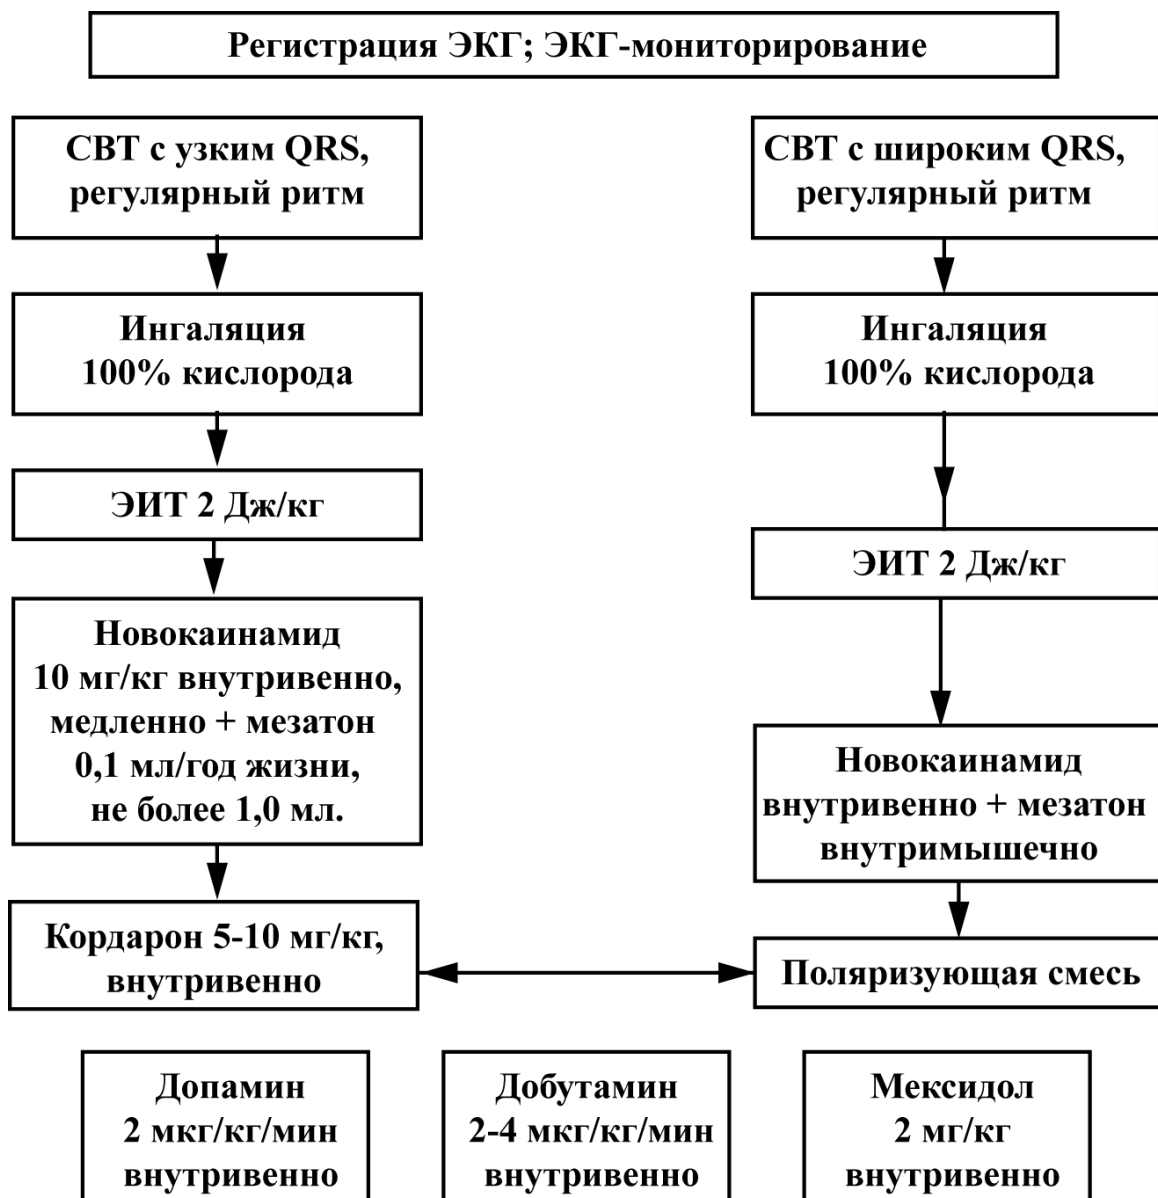 Регистрация ЭКГ; ЭКГ-мониторирование
СВТ с узким QRS,
регулярный ритм
Ингаляция
100% кислорода
ЭИТ 2 Дж/кг
Новокаинамид
10 мг/кг внутривенно,
медленно + мезатон
0,1 мл/год жизни,
не более 1,0 мл.
Кордарон 5-10 мг/кг,
внутривенно
СВТ с широким QRS,
регулярный ритм
Ингаляция
100% кислорода
ЭИТ 2 Дж/кг
Новокаинамид
внутривенно + мезатон
внутримышечно
Поляризующая смесь
Допамин
2 мкг/кг/мин
внутривенно
Добутамин
2-4 мкг/кг/мин
внутривенно
Мексидол
2 мг/кг
внутривенно